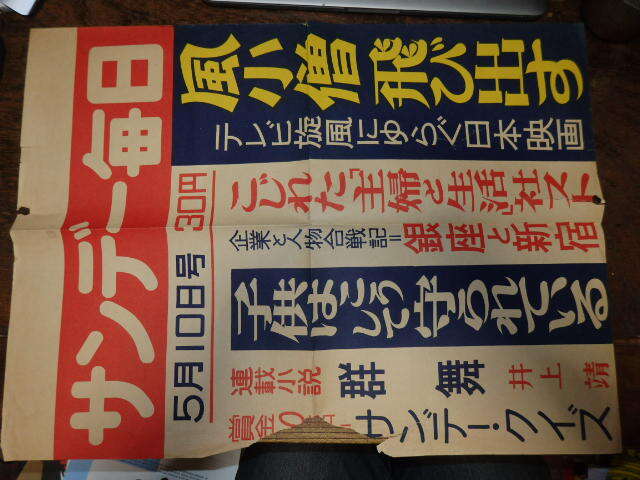 サンデー毎日
5月10日号 30円
風小僧飛び出す
テレビ旋風にゆらぐ日本映画
こじれた「主婦と生活」社スト
企業と人物合戦記=銀座と新宿
子供はこうして守られている
連載小説 群舞 井上靖
賞金 サンデー・クイズ